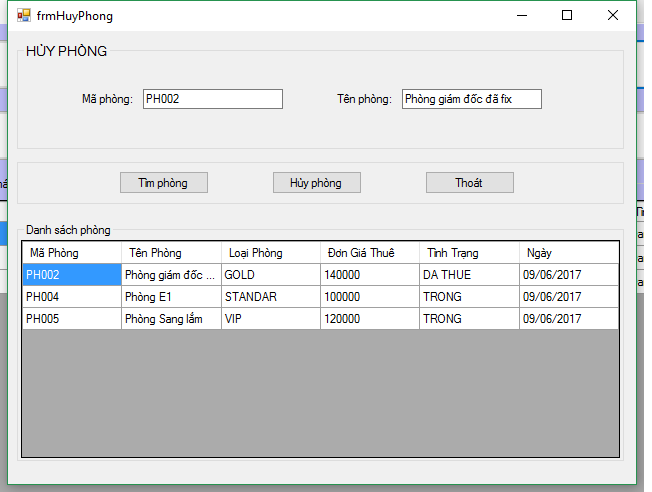 frmHuyPhong
HỦY PHÒNG
Mã phòng: PH002 Tên phòng: Phòng giám đốc đã fix
Tìm phòng Hủy phòng Thoát
Danh sách phòng
Mã Phòng Tên Phòng Loại Phòng Đơn Giá Thuê Tình Trạng Ngày
PH002 Phòng giám đốc ... GOLD 140000 DA THUE 09/06/2017
PH004 Phòng E1 STANDAR 100000 TRONG 09/06/2017
PH005 Phòng Sang lắm VIP 120000 TRONG 09/06/2017